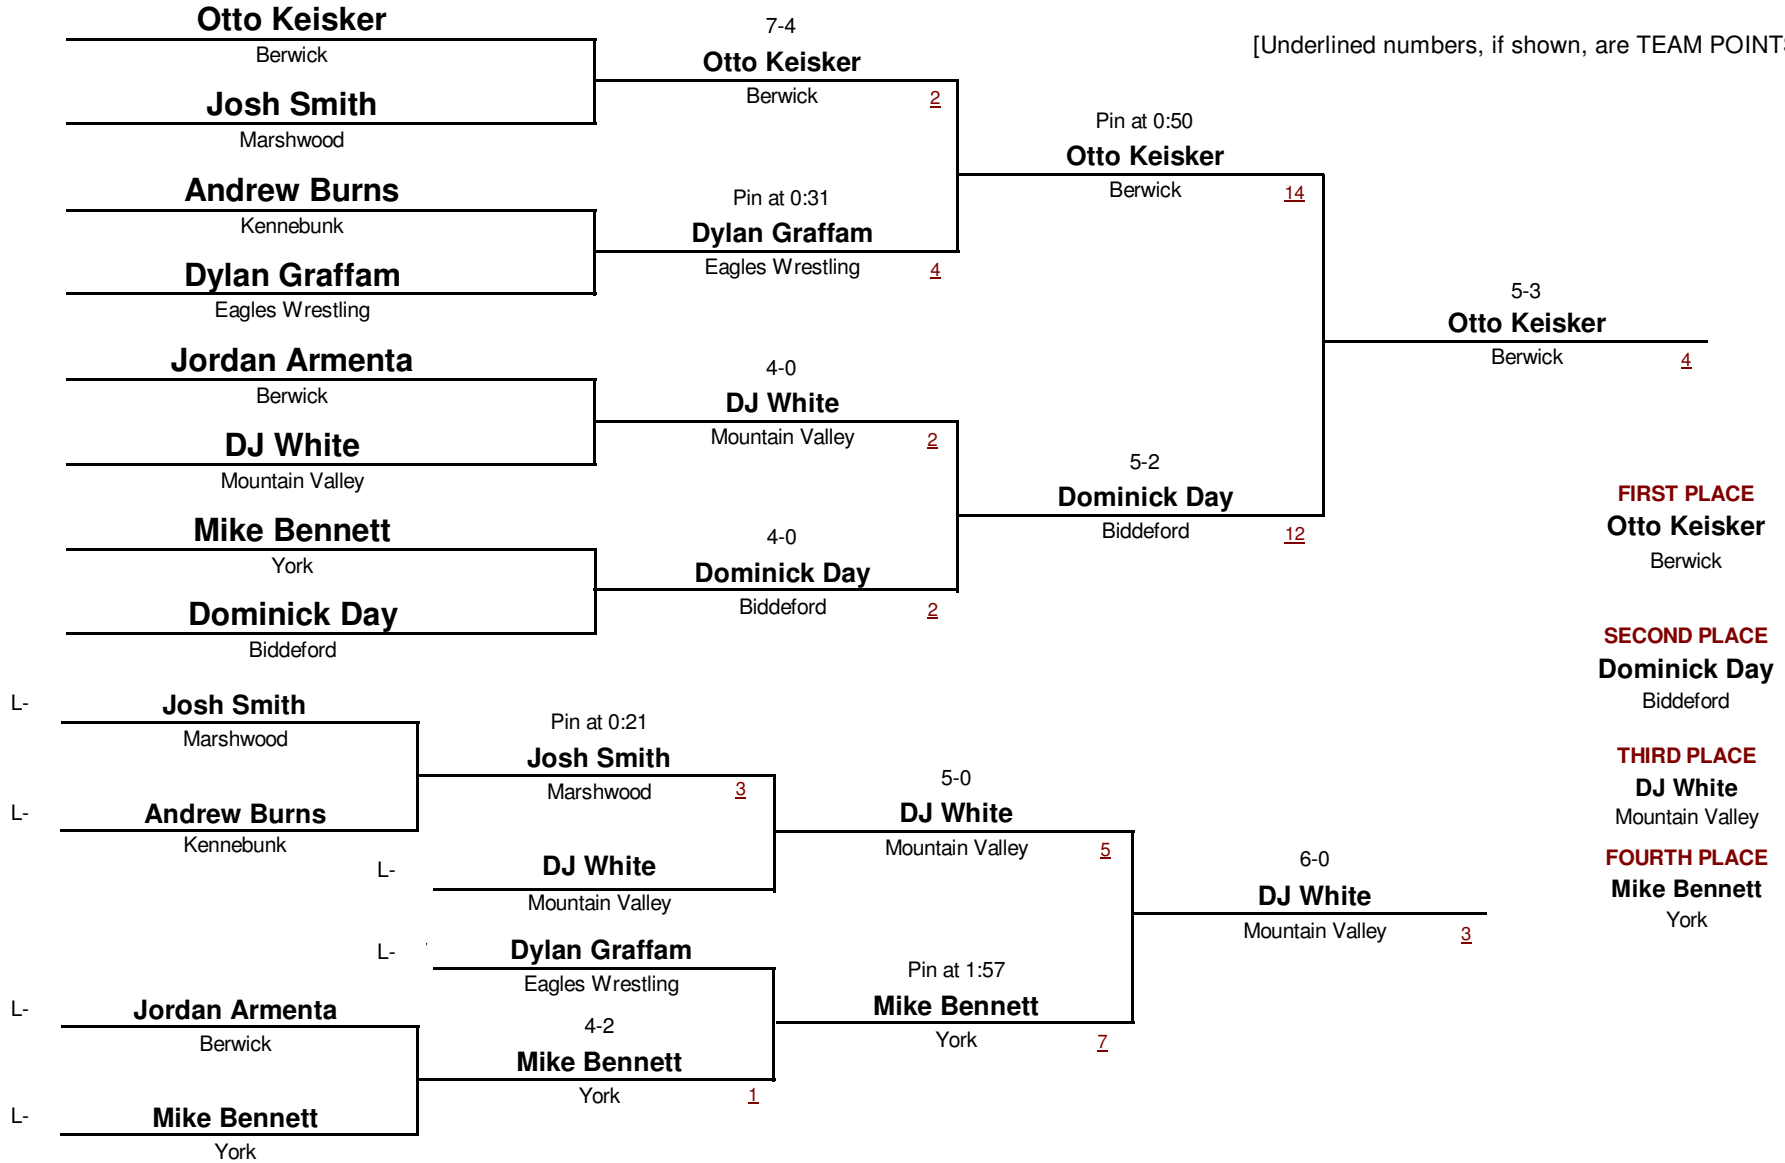 Otto Keisker
Berwick
Josh Smith
Marshwood
Andrew Burns
Kennebunk
Dylan Graffam
Eagles Wrestling
Jordan Armenta
Berwick
DJ White
Mountain Valley
Mike Bennett
York
Dominick Day
Biddeford
7-4
Otto Keisker
Berwick 2
Pin at 0:31
Dylan Graffam
Eagles Wrestling 4
4-0
DJ White
Mountain Valley 2
4-0
Dominick Day
Biddeford 2
[Underlined numbers, if shown, are TEAM POINTS
Pin at 0:50
Otto Keisker
Berwick 14
5-2
Dominick Day
Biddeford 12
5-3
Otto Keisker
Berwick 4
FIRST PLACE
Otto Keisker
Berwick
SECOND PLACE
Dominick Day
Biddeford
THIRD PLACE
DJ White
Mountain Valley
FOURTH PLACE
Mike Bennett
York
L- Josh Smith
Marshwood
L- Andrew Burns
Kennebunk
L- Jordan Armenta
Berwick
L- Mike Bennett
York
Pin at 0:21
Josh Smith
Marshwood 3
L- DJ White
Mountain Valley
L- Dylan Graffam
Eagles Wrestling
4-2
Mike Bennett
York 1
5-0
DJ White
Mountain Valley 5
Pin at 1:57
Mike Bennett
York 7
6-0
DJ White
Mountain Valley 3